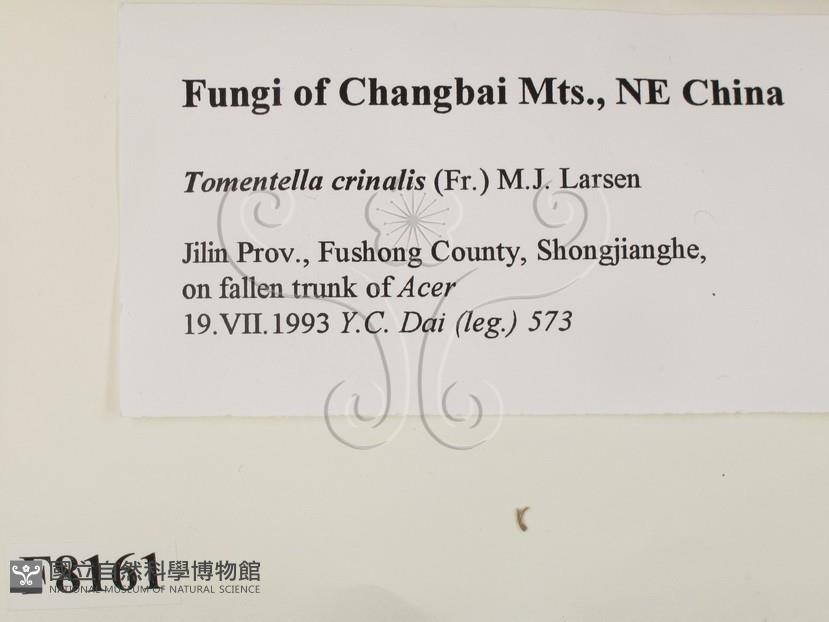 Fungi of Changbai Mts., NE China
Tomentella crinalis (Fr.) M.J. Larsen
Jilin Prov., Fushong County, Shongjianghe,
on fallen trunk of Acer
19.VII.1993 Y.C. Dai (leg.) 573
F8161
國立自然科學博物館
NATIONAL MUSEUM OF NATURAL SCIENCE